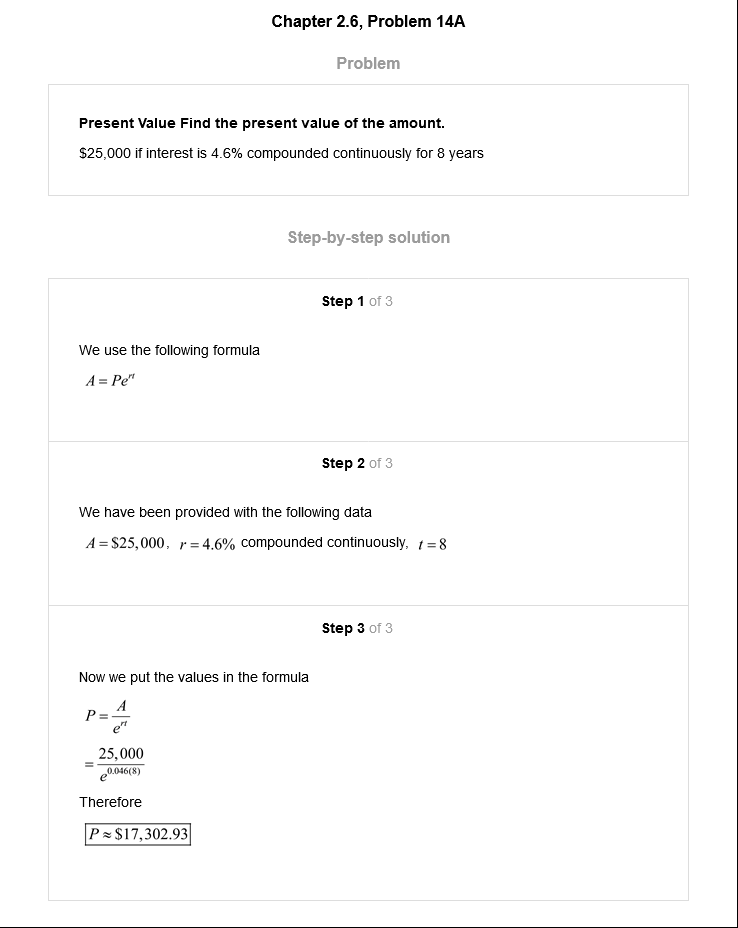 Chapter 2.6, Problem 14A
Problem
Present Value Find the present value of the amount.
$25,000 if interest is 4.6% compounded continuously for 8 years
Step-by-step solution
Step 1 of 3
We use the following formula
A = Pe^{rt}
Step 2 of 3
We have been provided with the following data
A = $25,000, r = 4.6% compounded continuously, t = 8
Step 3 of 3
Now we put the values in the formula
P = \frac{A}{e^{rt}}
= \frac{25,000}{e^{0.046(8)}}
Therefore
P ≈ $17,302.93